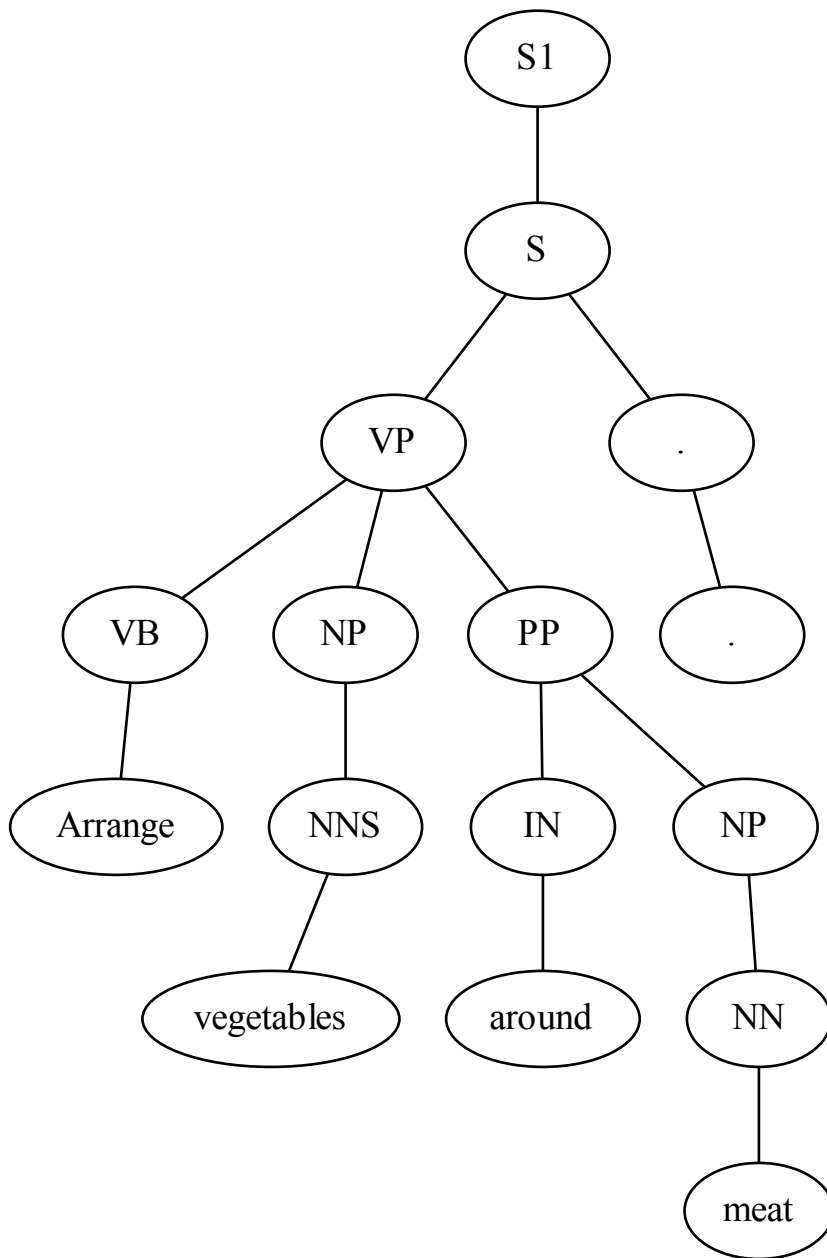 S1
S
VP .
VB NP PP .
Arrange NNS IN NP
vegetables around NN
meat